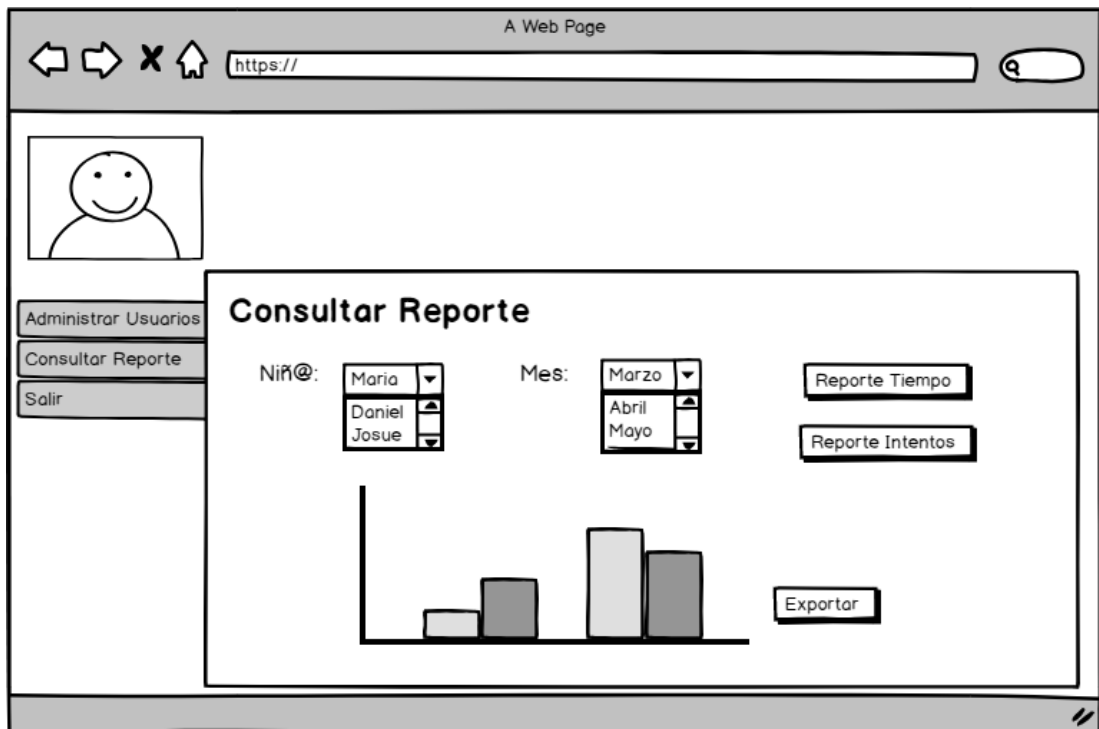 A Web Page
https://
Administrar Usuarios
Consultar Reporte
Salir
Consultar Reporte
Niñ@:
Maria
Daniel
Josue
Mes:
Marzo
Abril
Mayo
Reporte Tiempo
Reporte Intentos
Exportar